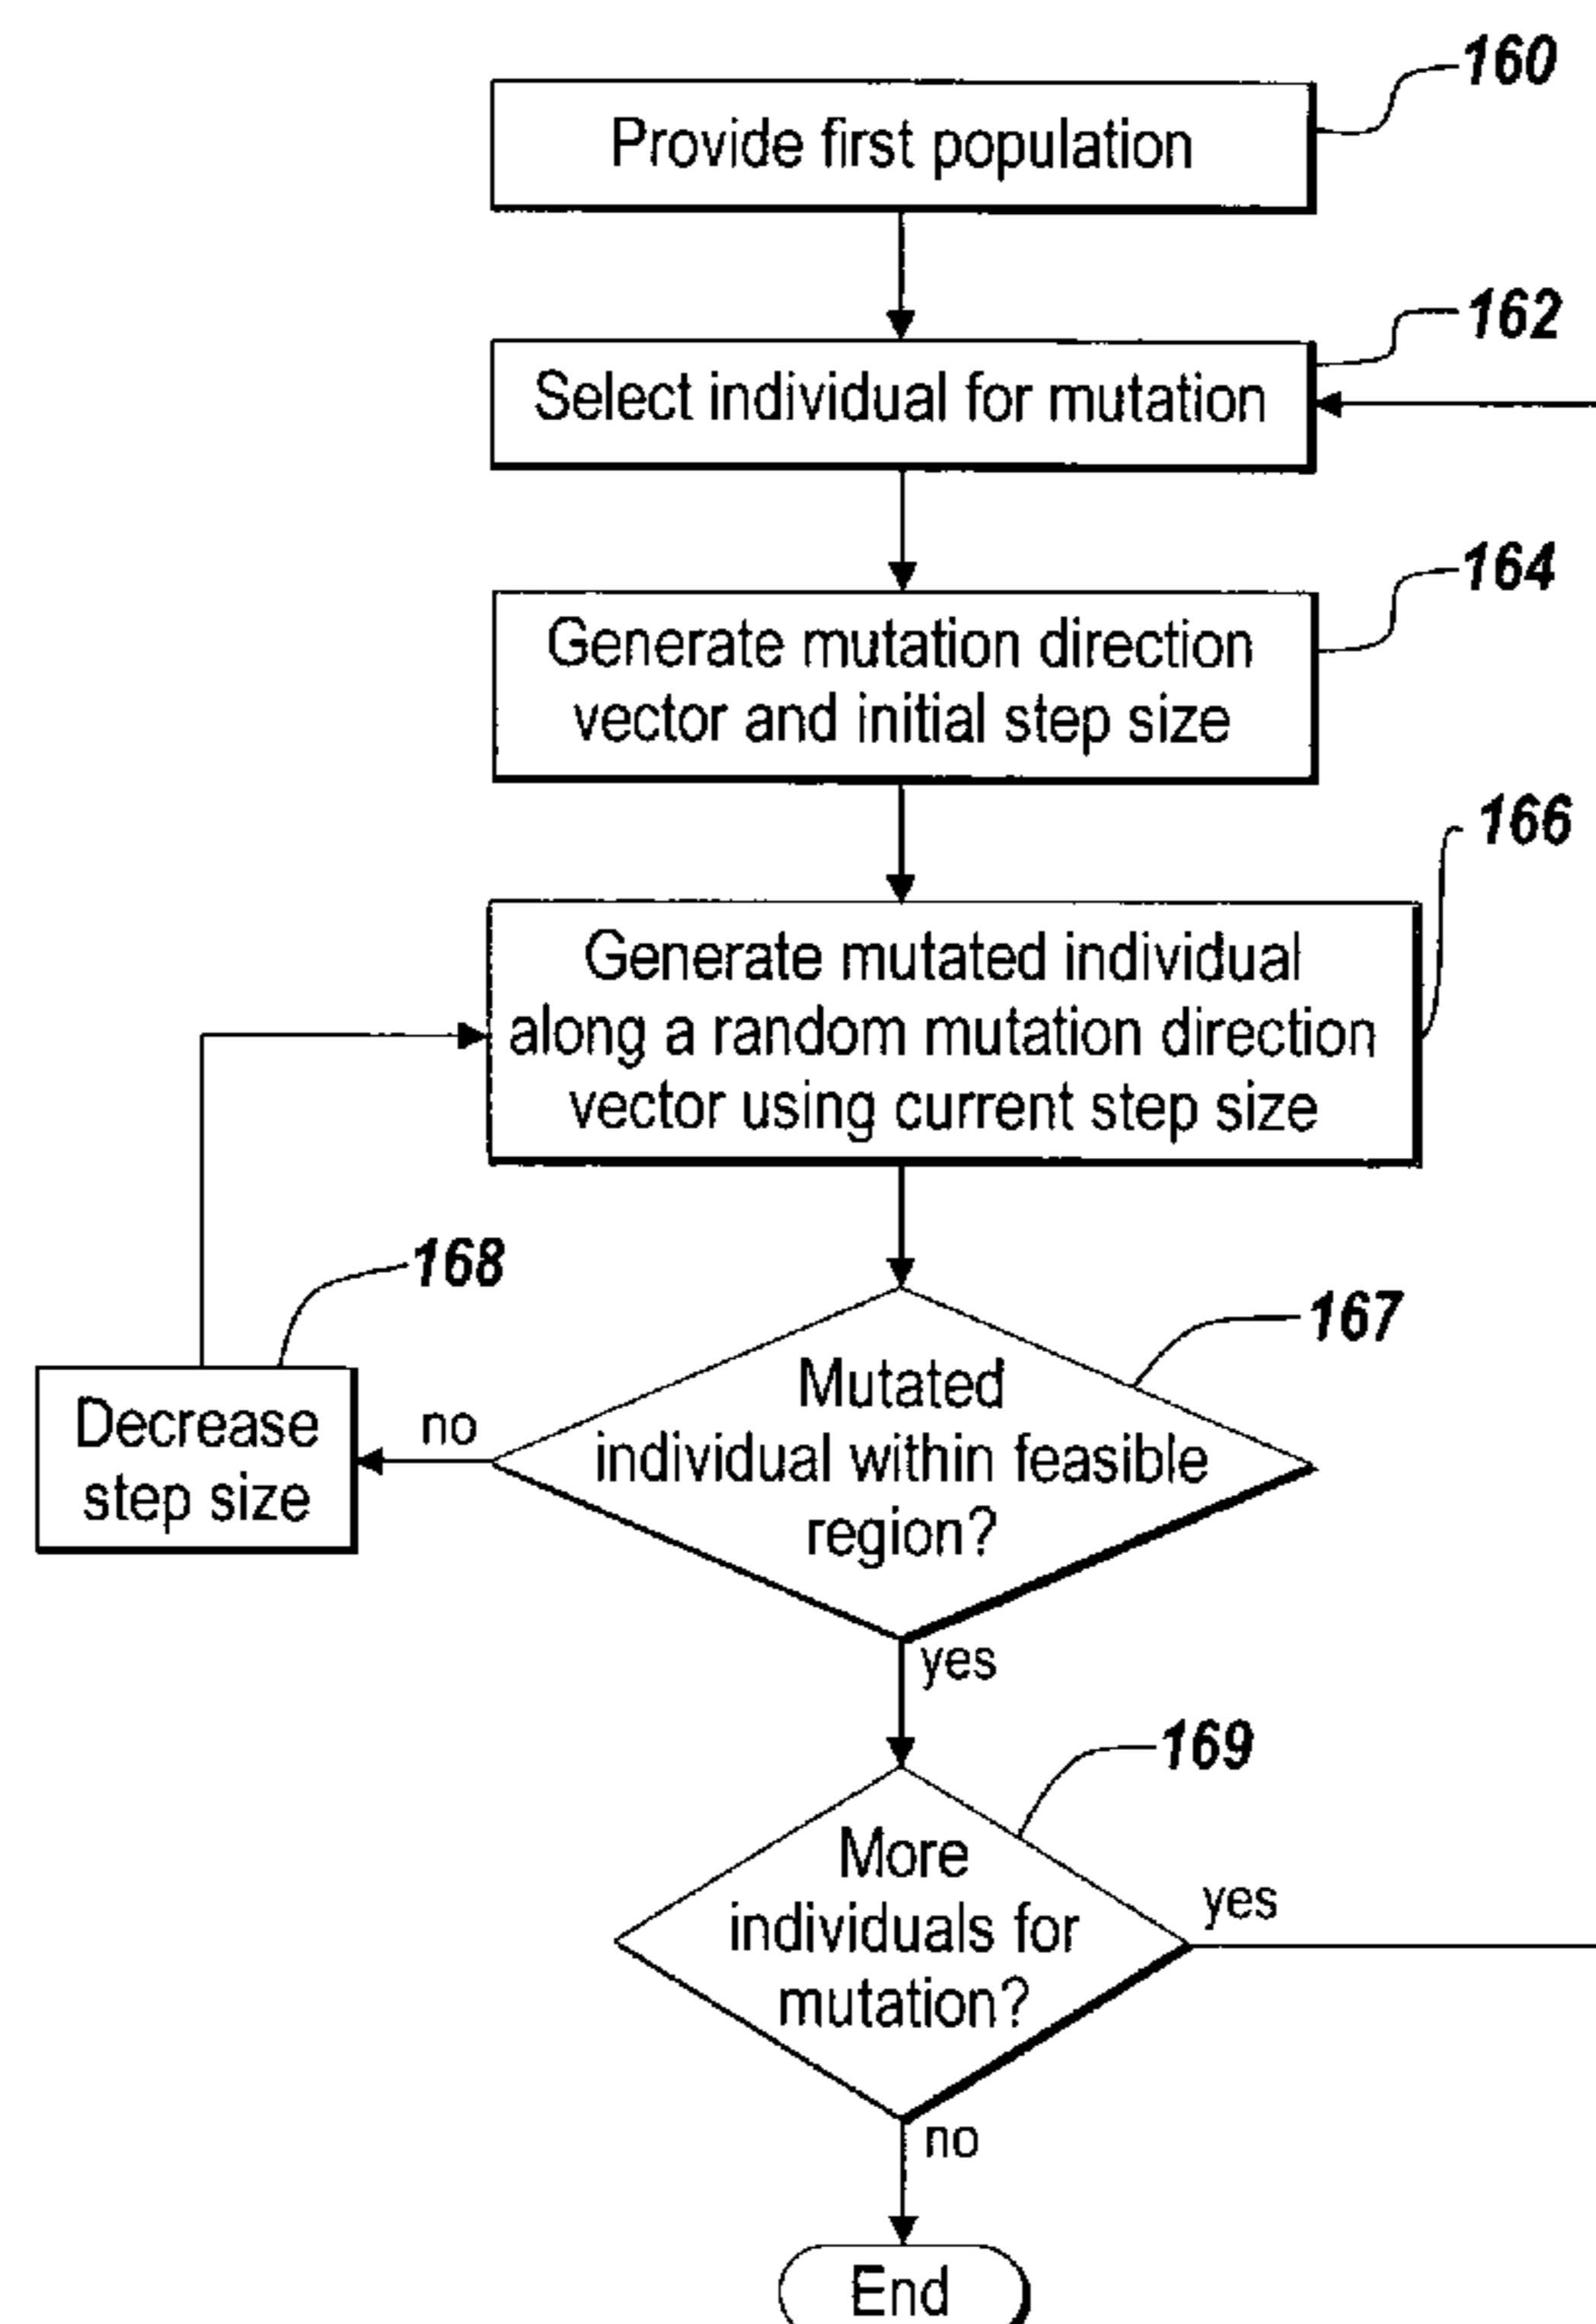 160
Provide first population
162
Select individual for mutation
164
Generate mutation direction
vector and initial step size
166
Generate mutated individual
along a random mutation direction
vector using current step size
168
167
Decrease
step size
no
Mutated
individual within feasible
region?
yes
169
More
individuals for
mutation?
yes
no
End